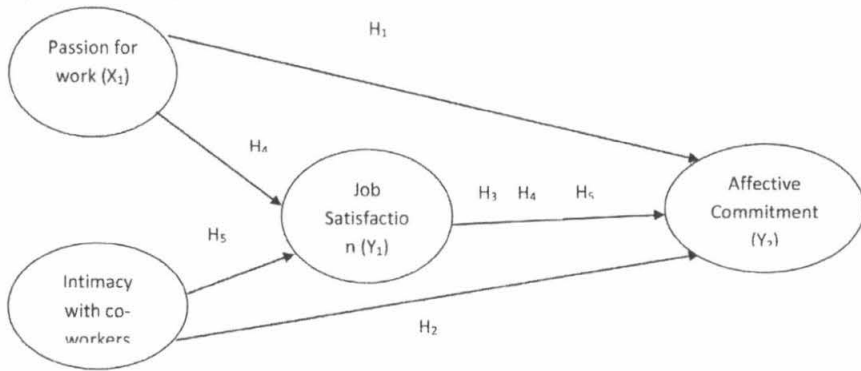 H₁
Passion for
work (X₁)
H₄
Job
Satisfactio
n (Y₁)
H₃ H₄ H₅
Affective
Commitment
(Y₂)
H₅
Intimacy
with co-
workers
H₂